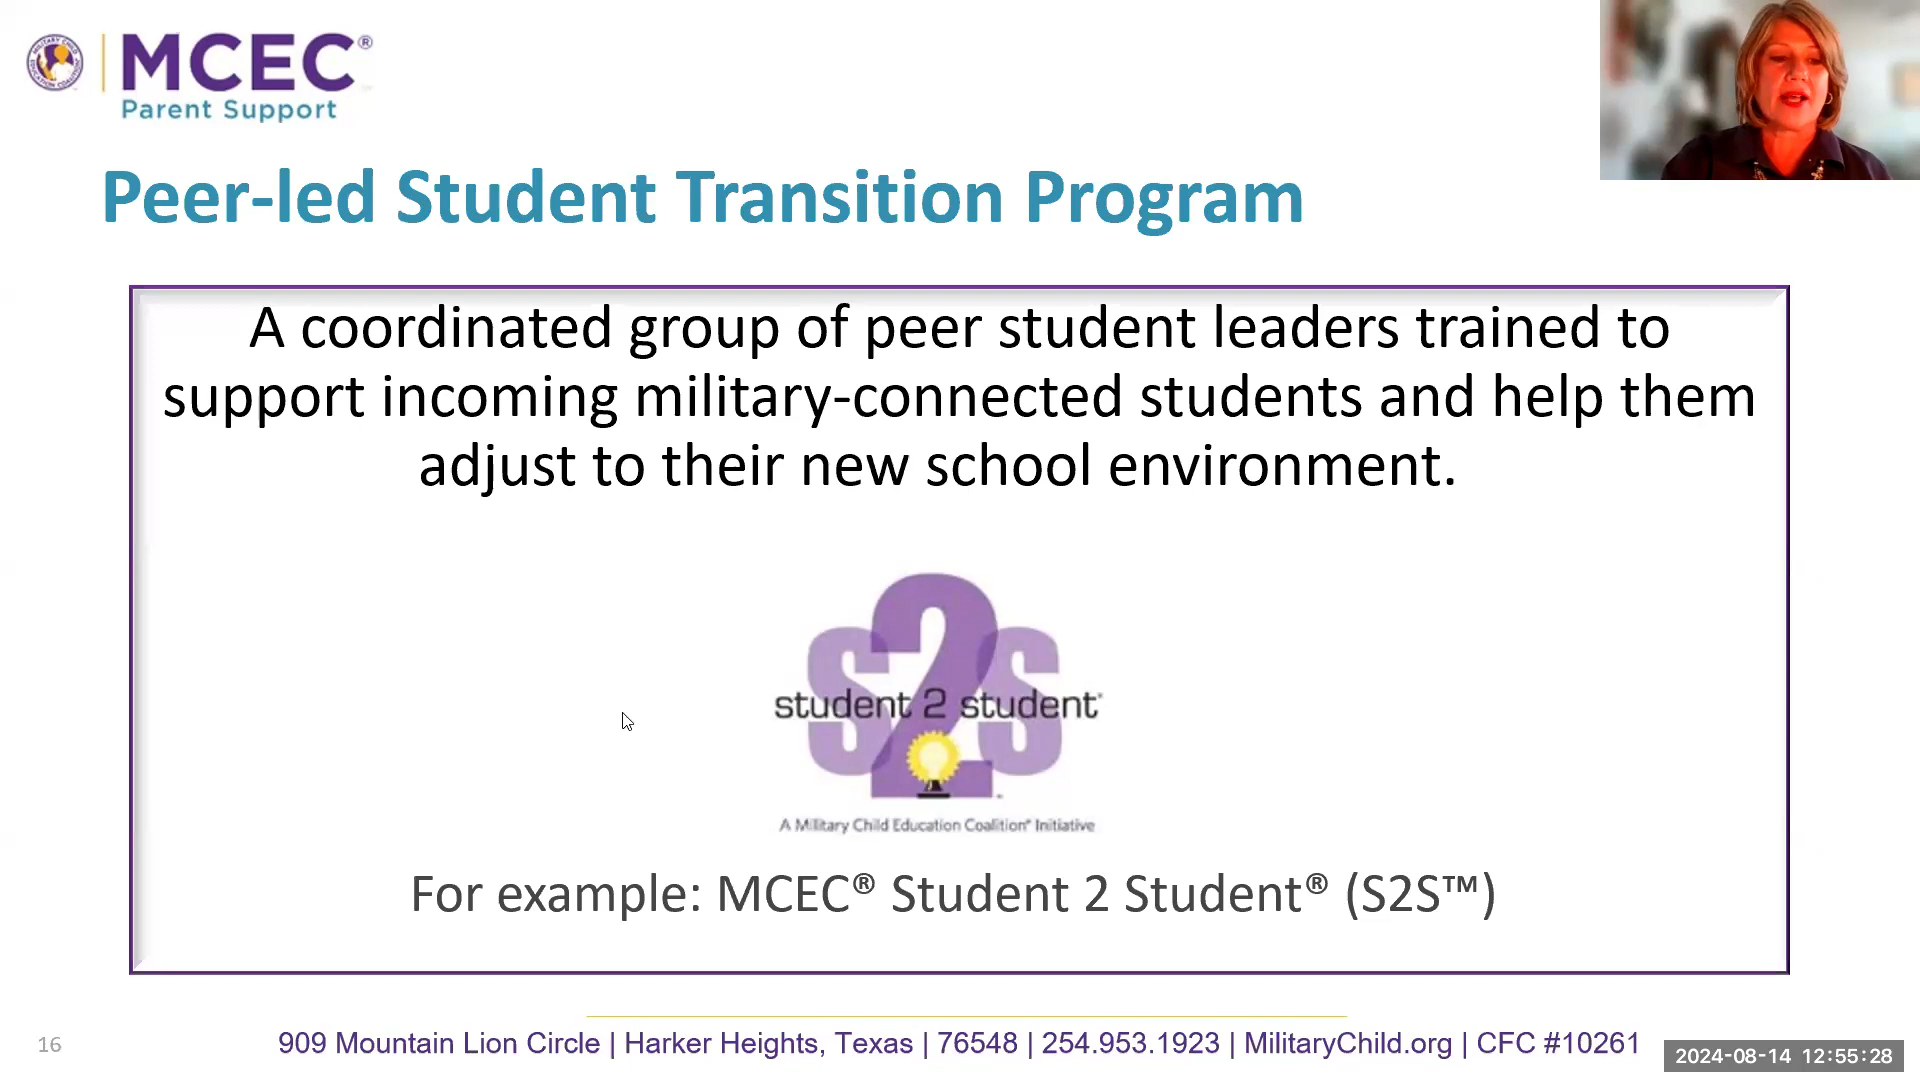 MCEC®
Parent Support
Peer-led Student Transition Program
A coordinated group of peer student leaders trained to
support incoming military-connected students and help them
adjust to their new school environment.
S2S
student 2 student
A Military Child Education Coalition® Initiative
For example: MCEC® Student 2 Student® (S2S™)
16
909 Mountain Lion Circle | Harker Heights, Texas | 76548 | 254.953.1923 | MilitaryChild.org | CFC #10261
2024-08-14 12:55:28